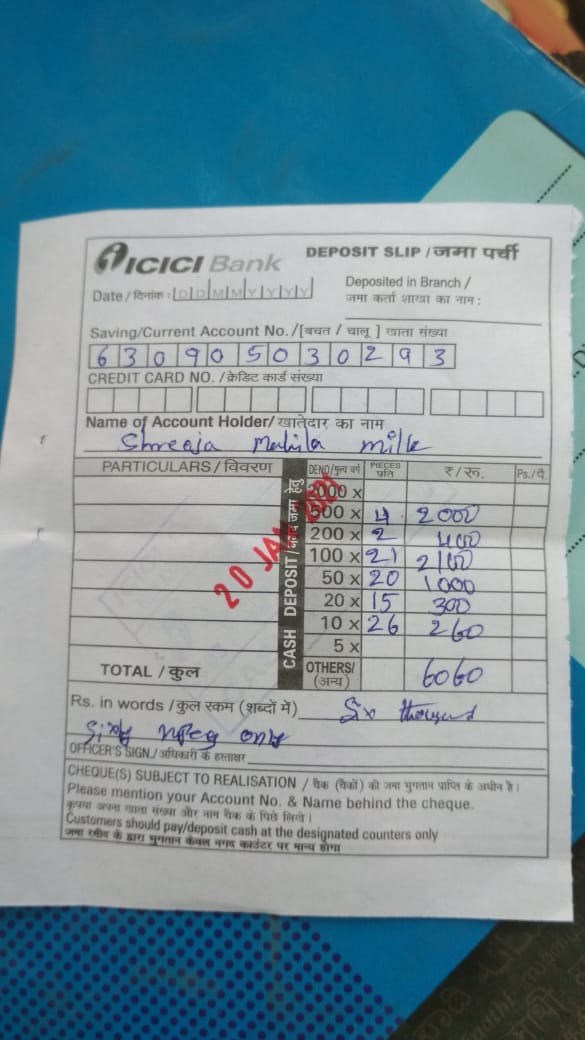 ICICI Bank DEPOSIT SLIP / जमा पर्ची
Date / दिनांक : D D M M Y Y Y Y Deposited in Branch /
जमा कर्ता शाखा का नाम :
Saving/Current Account No. /[बचत / चालू ] खाता संख्या
6 3 0 9 0 5 0 3 0 2 9 3
CREDIT CARD NO. / क्रेडिट कार्ड संख्या
Name of Account Holder/ खातेदार का नाम
Shreeja Mahila milk
PARTICULARS / विवरण DENO/मूल्य वर्ग PIECES प्रति ₹/रू. Ps./पै.
CASH DEPOSIT / नकद जमा हेतु
2000 x
500 x 4 2000
200 x 2 400
100 x 21 2100
50 x 20 1000
20 x 15 300
10 x 26 260
5 x
TOTAL / कुल OTHERS/ (अन्य) 6060
20 JAN 2021
Rs. in words / कुल रकम (शब्दों में) Six thousand
Sixty only
OFFICER'S SIGN./ अधिकारी के हस्ताक्षर
CHEQUE(S) SUBJECT TO REALISATION / चैक (चैकों) की जमा भुगतान प्राप्ति के अधीन है।
Please mention your Account No. & Name behind the cheque.
कृपया अपना खाता संख्या और नाम चैक के पिछे लिखे।
Customers should pay/deposit cash at the designated counters only
जमा रसीद के द्वारा भुगतान केवल नगद काउंटर पर मान्य होगा